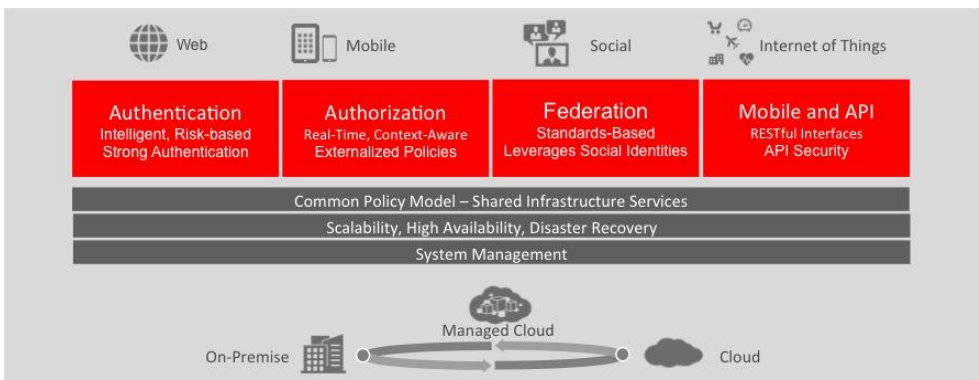 Web
Mobile
Social
Internet of Things
Authentication
Intelligent, Risk-based
Strong Authentication
Authorization
Real-Time, Context-Aware
Externalized Policies
Federation
Standards-Based
Leverages Social Identities
Mobile and API
RESTful Interfaces
API Security
Common Policy Model – Shared Infrastructure Services
Scalability, High Availability, Disaster Recovery
System Management
Managed Cloud
On-Premise
Cloud